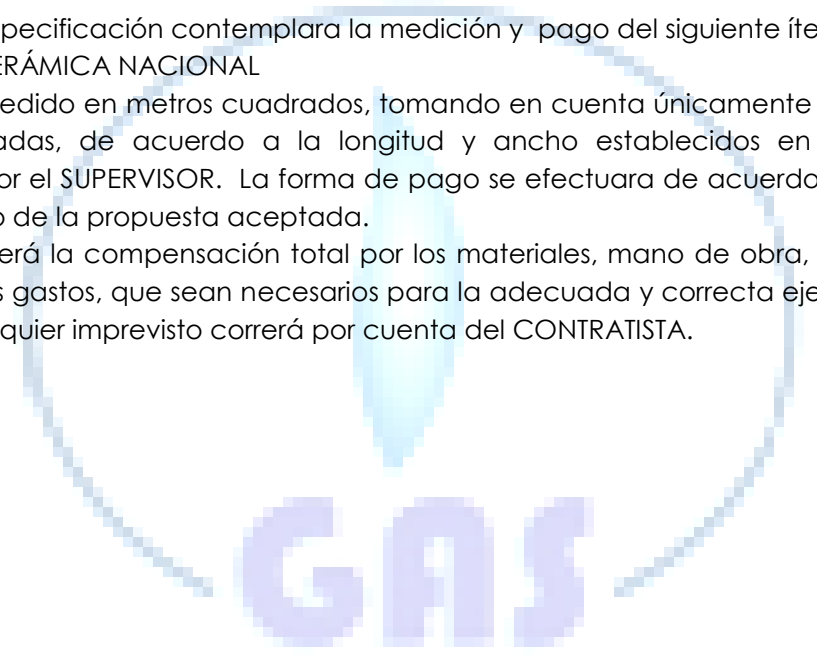 pecificación contemplara la medición y  pago del siguiente íte
ERÁMICA NACIONAL
edido en metros cuadrados, tomando en cuenta únicamente
adas, de acuerdo a la longitud y ancho establecidos en
or el SUPERVISOR.  La forma de pago se efectuara de acuerdo
o de la propuesta aceptada.
erá la compensación total por los materiales, mano de obra,
s gastos, que sean necesarios para la adecuada y correcta eje
quier imprevisto correrá por cuenta del CONTRATISTA.
GAS